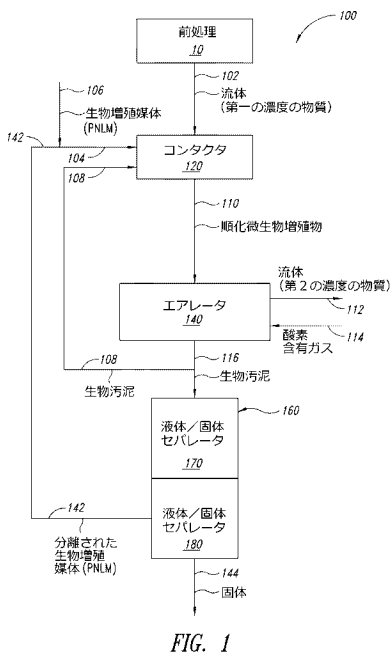 100
前処理
10
102
流体
(第一の濃度の物質)
106
生物増殖媒体
(PNLM)
142
104
108
コンタクタ
120
110
順化微生物増殖物
流体
(第2の濃度の物質)
エアレータ
140
112
酸素
含有ガス
114
116
108
生物汚泥
生物汚泥
160
液体/固体
セパレータ
170
142
分離された
生物増殖
媒体(PNLM)
液体/固体
セパレータ
180
144
固体
FIG. 1